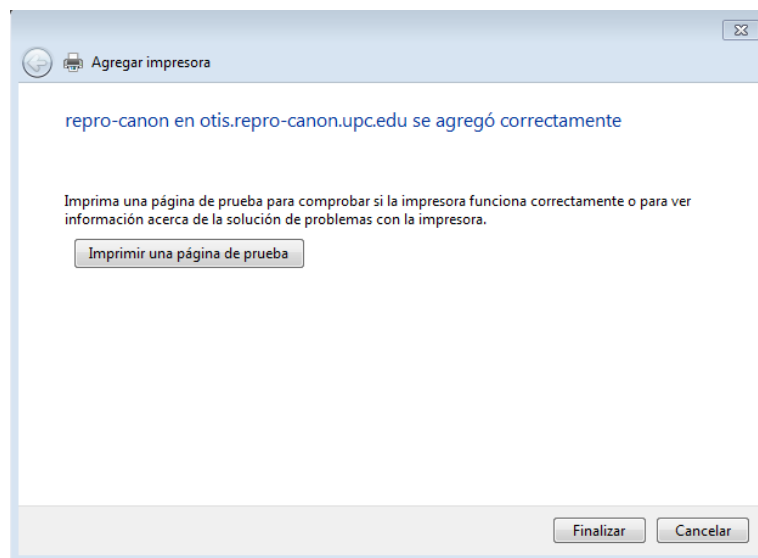 Agregar impresora
repro-canon en otis.repro-canon.upc.edu se agregó correctamente
Imprima una página de prueba para comprobar si la impresora funciona correctamente o para ver
información acerca de la solución de problemas con la impresora.
Imprimir una página de prueba
Finalizar Cancelar